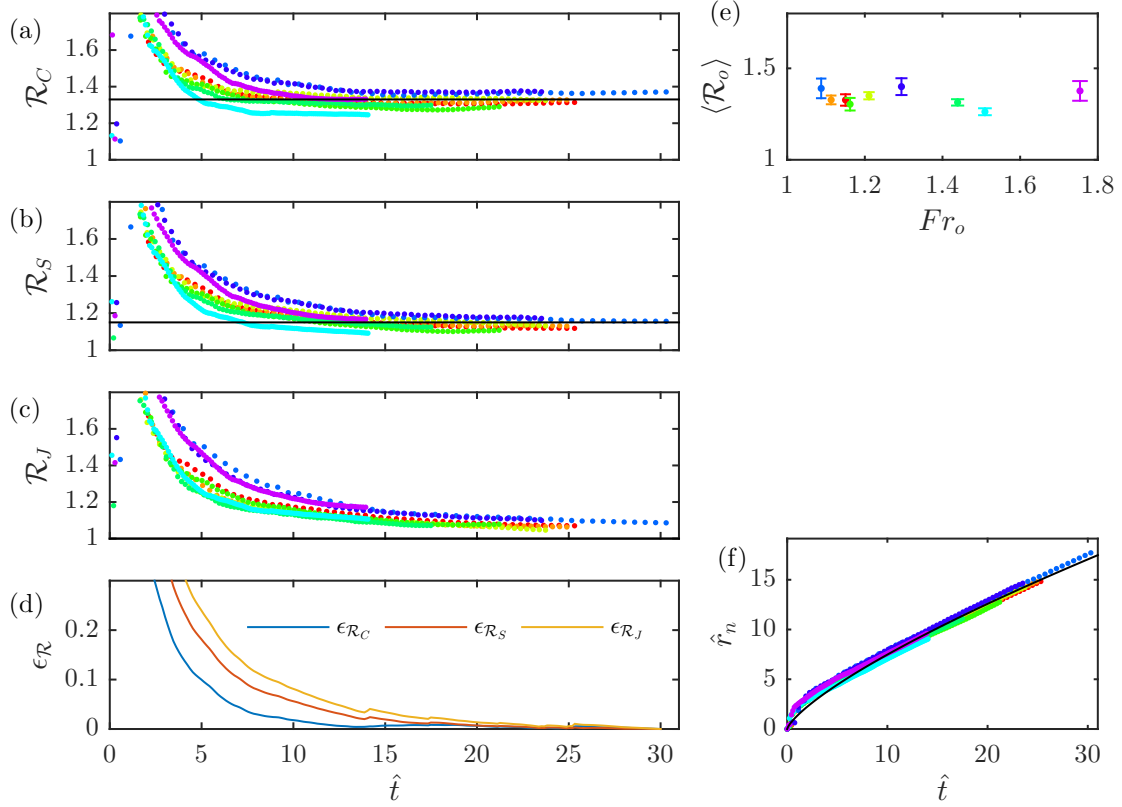 (a)
R_C
1.6
1.4
1.2
1
(b)
R_S
1.6
1.4
1.2
1
(c)
R_J
1.6
1.4
1.2
1
(d)
ϵ_R
0.2
0.1
0
ϵ_{R_C} ϵ_{R_S} ϵ_{R_J}
0 5 10 15 20 25 30
t̂
(e)
⟨R_o⟩
1.5
1
1 1.2 1.4 1.6 1.8
Fr_o
(f)
r̂_n
15
10
5
0
0 10 20 30
t̂